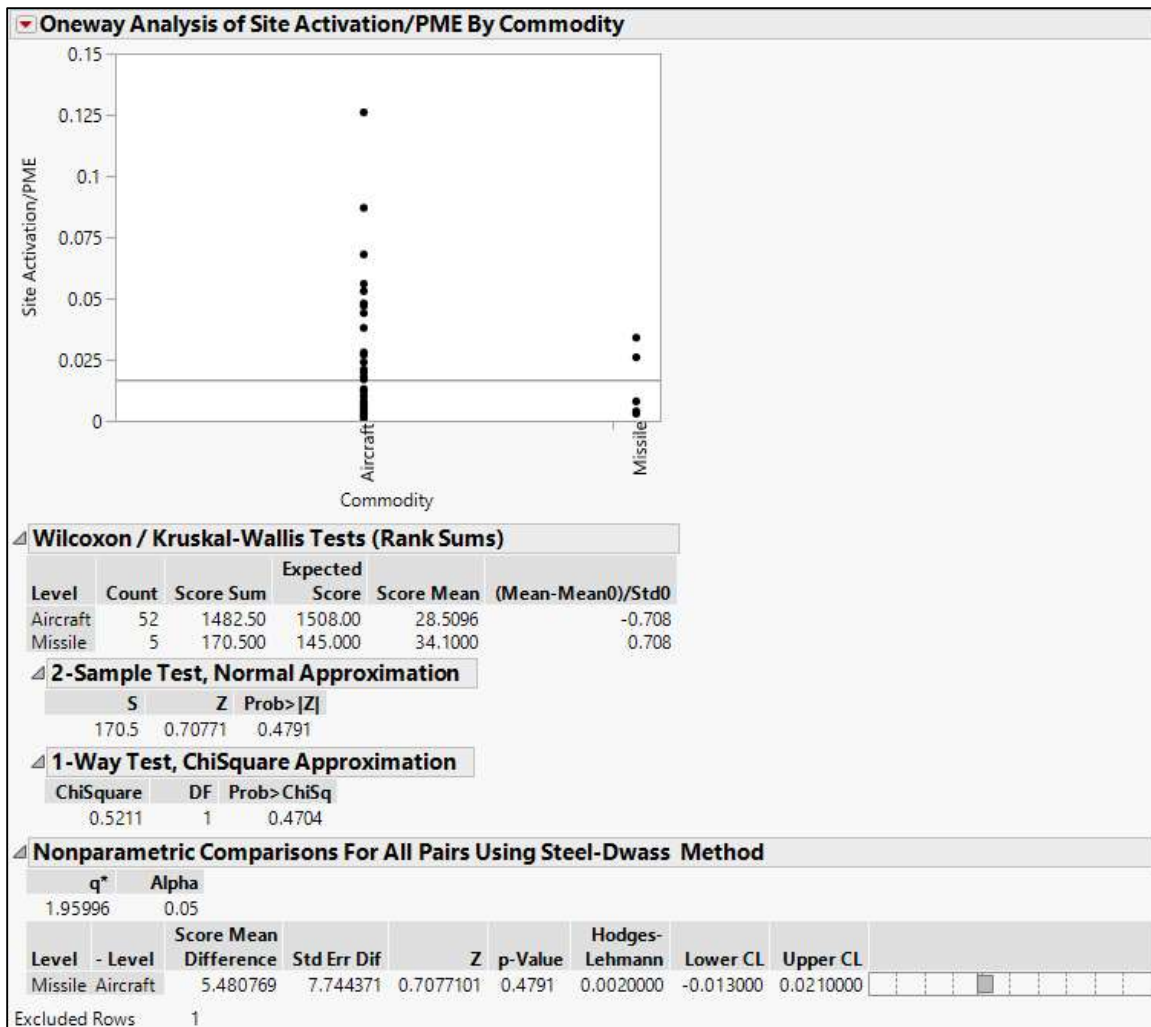 Oneway Analysis of Site Activation/PME By Commodity
0.15
0.125
0.1
0.075
0.05
0.025
0
Site Activation/PME
Aircraft
Missile
Commodity
Wilcoxon / Kruskal-Wallis Tests (Rank Sums)
Expected
Level Count Score Sum Score Score Mean (Mean-Mean0)/Std0
Aircraft 52 1482.50 1508.00 28.5096 -0.708
Missile 5 170.500 145.000 34.1000 0.708
2-Sample Test, Normal Approximation
S Z Prob>|Z|
170.5 0.70771 0.4791
1-Way Test, ChiSquare Approximation
ChiSquare DF Prob>ChiSq
0.5211 1 0.4704
Nonparametric Comparisons For All Pairs Using Steel-Dwass Method
q* Alpha
1.95996 0.05
Score Mean Hodges-
Level - Level Difference Std Err Dif Z p-Value Lehmann Lower CL Upper CL
Missile Aircraft 5.480769 7.744371 0.7077101 0.4791 0.0020000 -0.013000 0.0210000
Excluded Rows 1